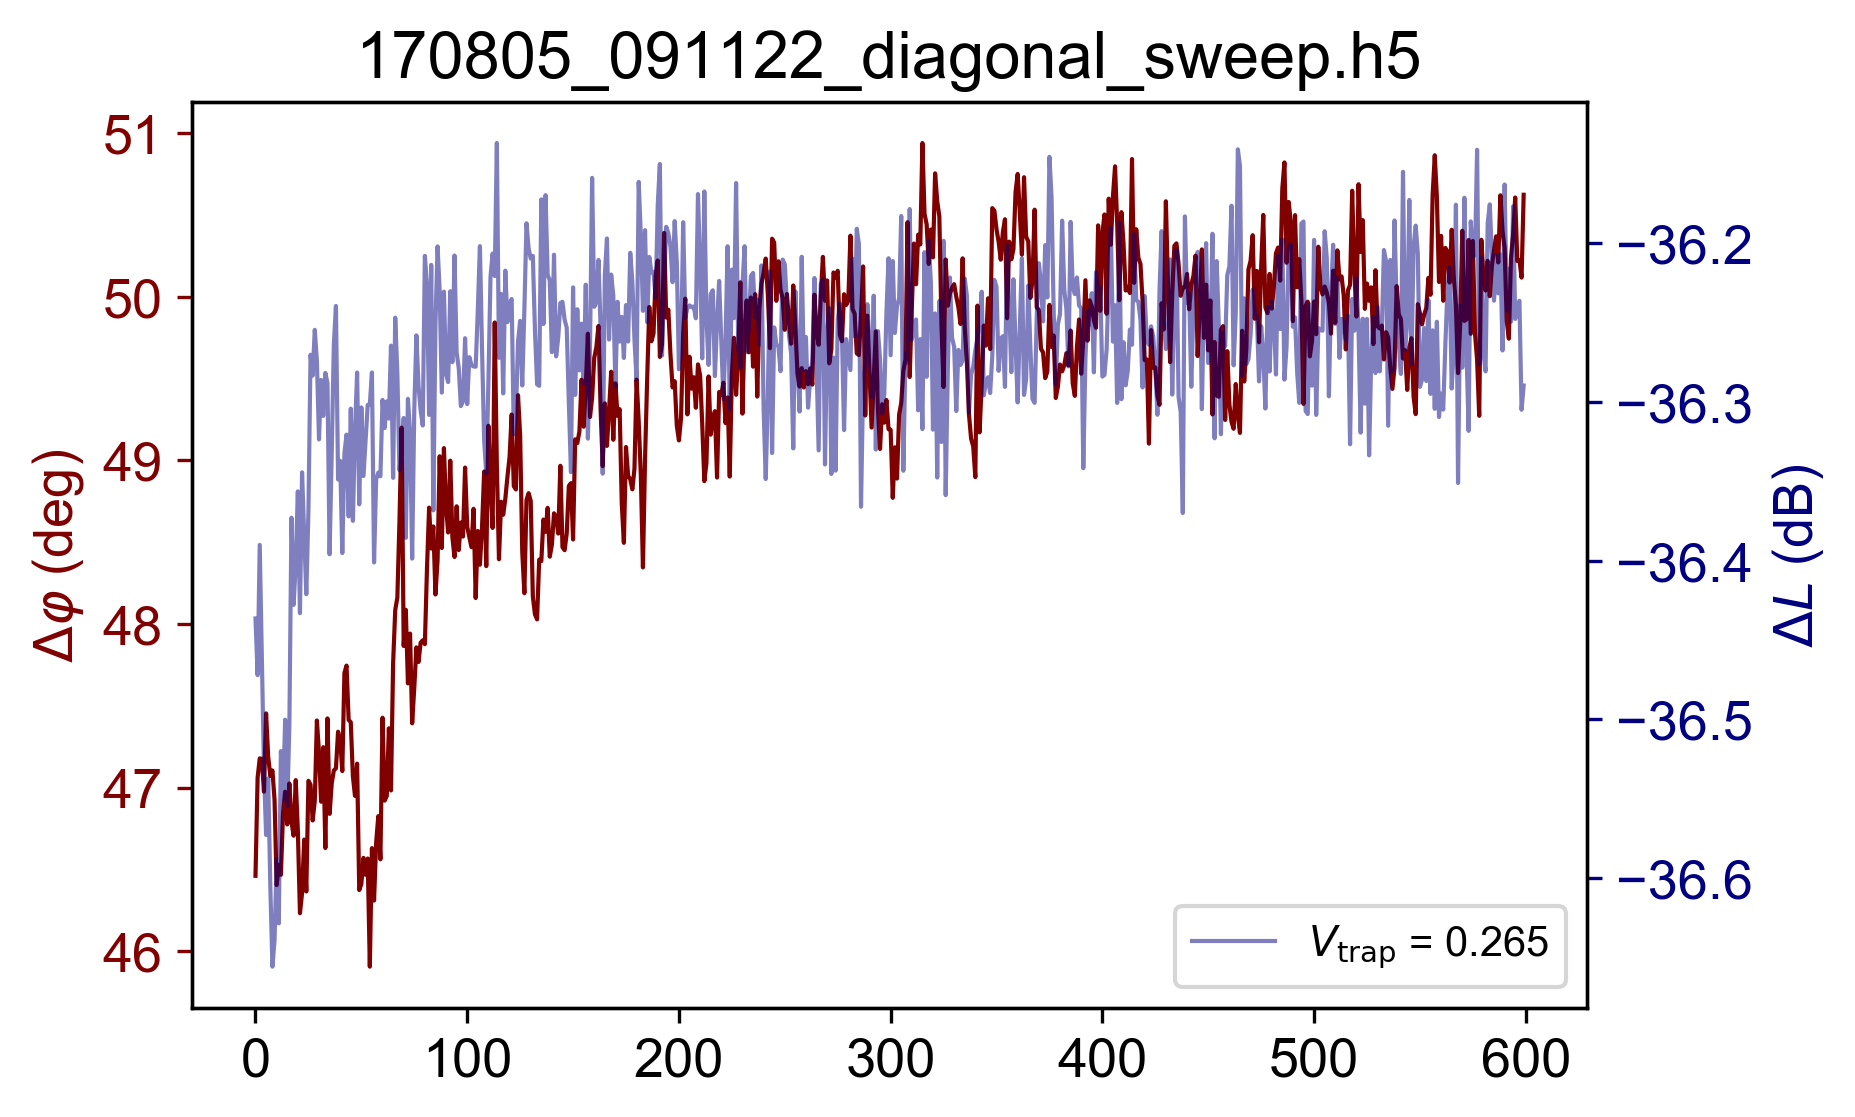 170805_091122_diagonal_sweep.h5
51
50
49
48
47
46
Δφ (deg)
−36.2
−36.3
−36.4
−36.5
−36.6
ΔL (dB)
V_trap = 0.265
0 100 200 300 400 500 600